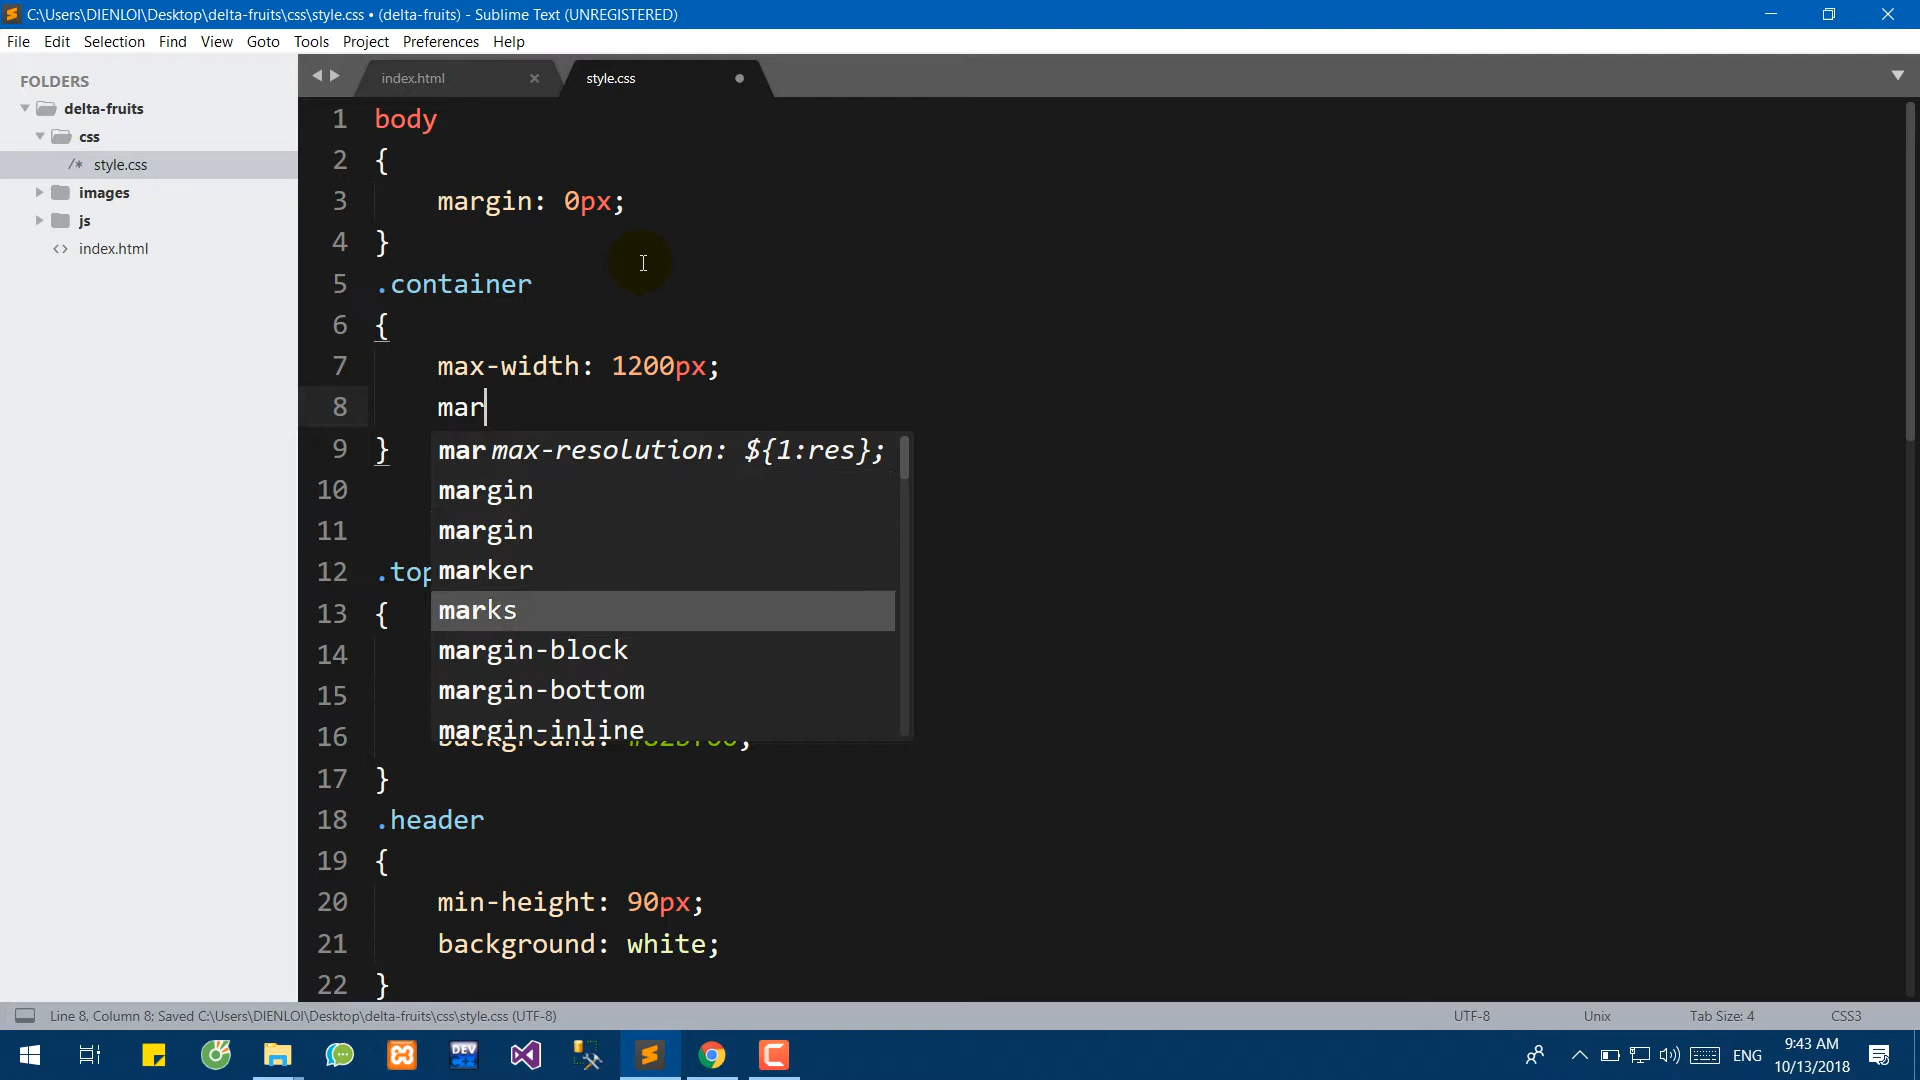 C:\Users\DIENLOI\Desktop\delta-fruits\css\style.css • (delta-fruits) - Sublime Text (UNREGISTERED)
File Edit Selection Find View Goto Tools Project Preferences Help
FOLDERS
delta-fruits
css
/* style.css
images
js
<> index.html
index.html
style.css
1 body
2 {
3 margin: 0px;
4 }
5 .container
6 {
7 max-width: 1200px;
8 mar
9 }
mar max-resolution: ${1:res};
10
margin
11
margin
12 .top
marker
13 {
marks
14
margin-block
15
margin-bottom
16
margin-inline
17 }
18 .header
19 {
20 min-height: 90px;
21 background: white;
22 }
Line 8, Column 8; Saved C:\Users\DIENLOI\Desktop\delta-fruits\css\style.css (UTF-8)
UTF-8 Unix Tab Size: 4 CSS3
DEV
C
ENG
9:43 AM
10/13/2018